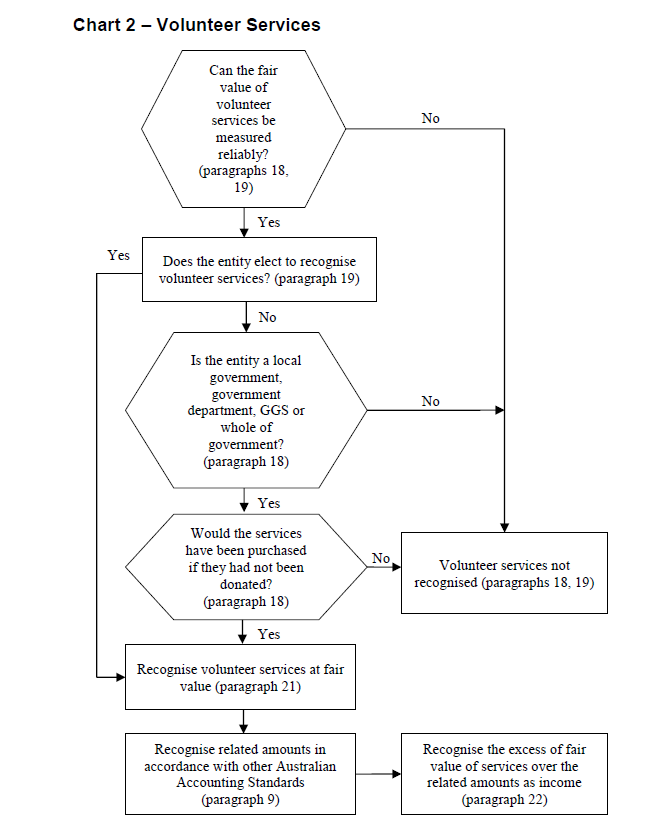 Chart 2 – Volunteer Services
Can the fair
value of
volunteer
services be
measured
reliably?
(paragraphs 18,
19)
No
Yes
Yes
Does the entity elect to recognise
volunteer services? (paragraph 19)
No
Is the entity a local
government,
government
department, GGS or
whole of
government?
(paragraph 18)
No
Yes
Would the services
have been purchased
if they had not been
donated?
(paragraph 18)
No
Volunteer services not
recognised (paragraphs 18, 19)
Yes
Recognise volunteer services at fair
value (paragraph 21)
Recognise related amounts in
accordance with other Australian
Accounting Standards
(paragraph 9)
Recognise the excess of fair
value of services over the
related amounts as income
(paragraph 22)